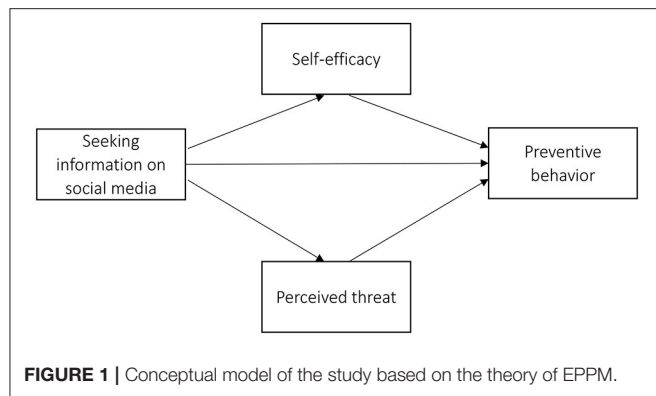 Self-efficacy
Seeking
information on
social media
Preventive
behavior
Perceived threat
FIGURE 1 | Conceptual model of the study based on the theory of EPPM.